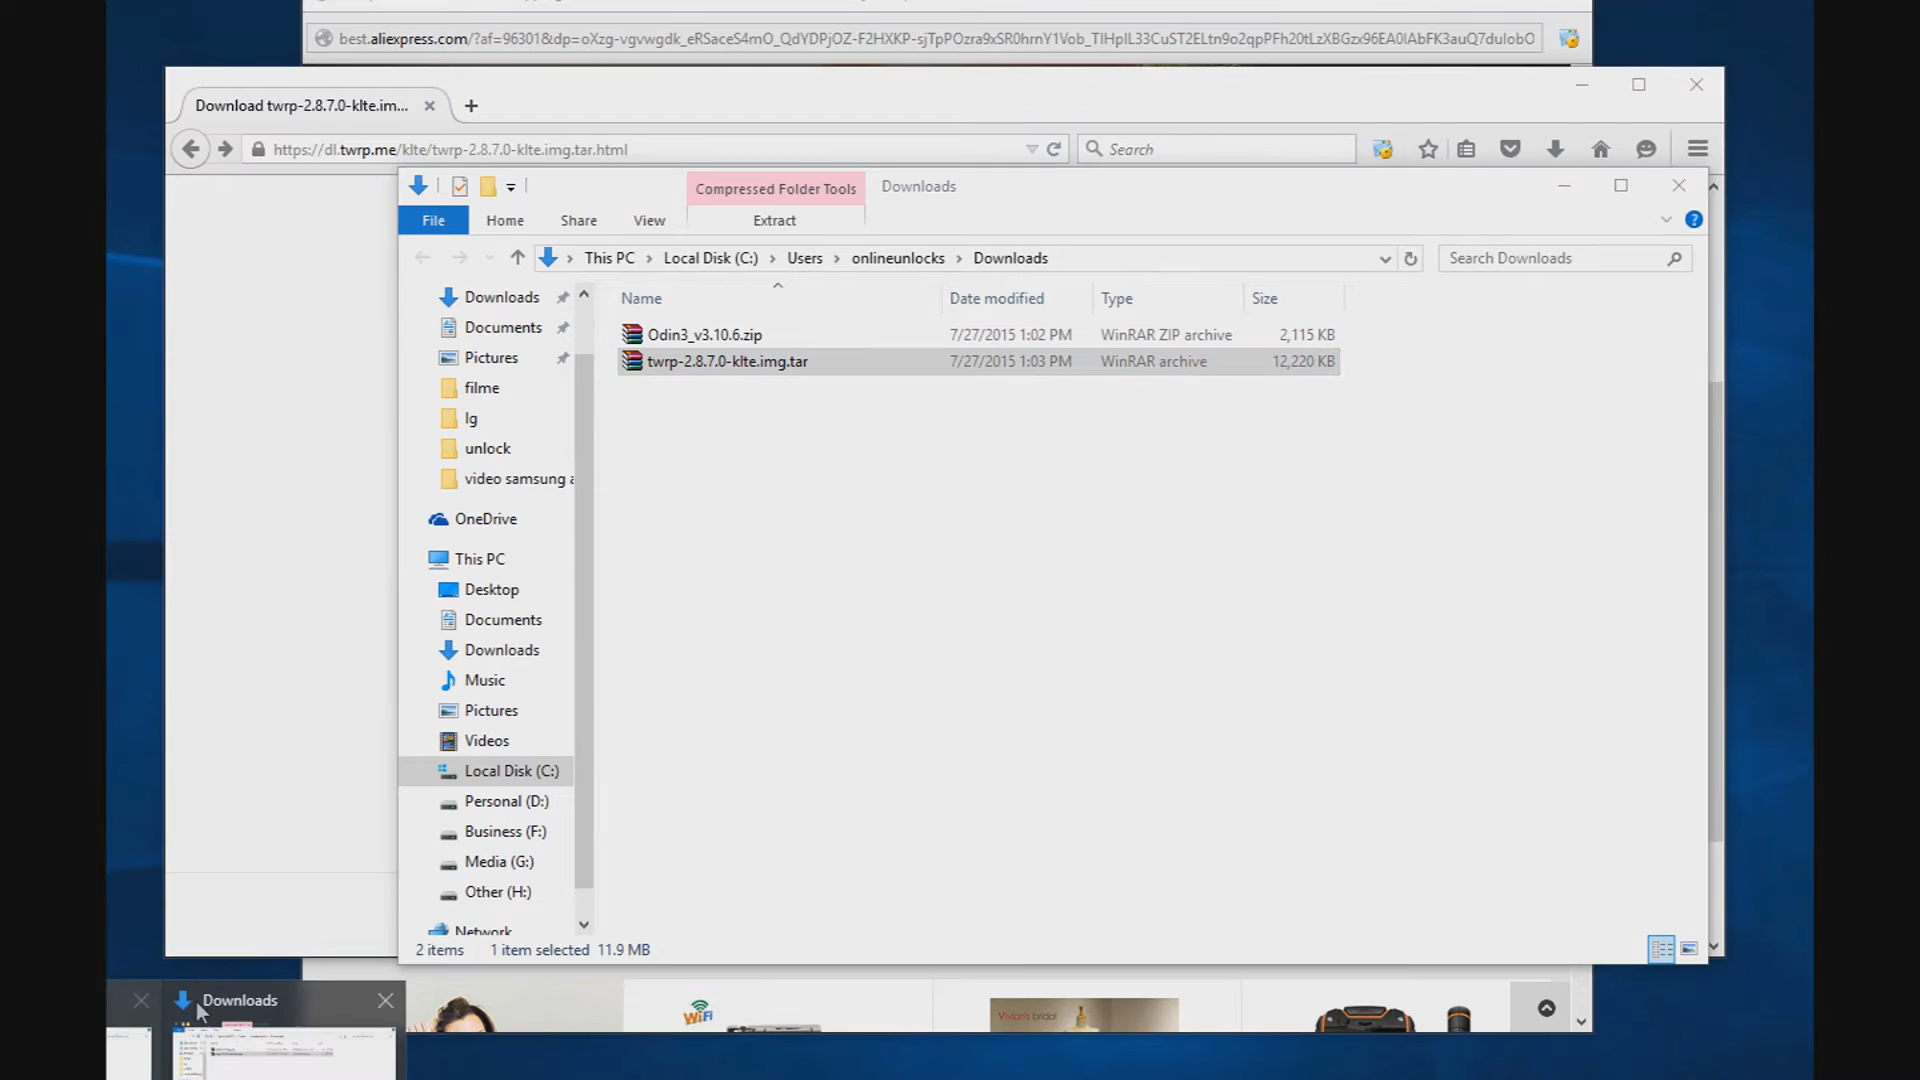 best.aliexpress.com/?af=96301&dp=oXzg-vgvwgdk_eRSaceS4mO_QdYDPjOZ-F2HXKP-sjTpPOzra9xSR0hrnY1Vob_TIHpIL33CuST2ELtn9o2qpPFh20tLzXBGzx96EA0IAbFK3auQ7dulobO
Download twrp-2.8.7.0-klte.im...
https://dl.twrp.me/klte/twrp-2.8.7.0-klte.img.tar.html
Search
Compressed Folder Tools
Downloads
File
Home
Share
View
Extract
This PC
Local Disk (C:)
Users
onlineunlocks
Downloads
Search Downloads
Name
Date modified
Type
Size
Odin3_v3.10.6.zip
7/27/2015 1:02 PM
WinRAR ZIP archive
2,115 KB
twrp-2.8.7.0-klte.img.tar
7/27/2015 1:03 PM
WinRAR archive
12,220 KB
Downloads
Documents
Pictures
filme
lg
unlock
video samsung a
OneDrive
This PC
Desktop
Documents
Downloads
Music
Pictures
Videos
Local Disk (C:)
Personal (D:)
Business (F:)
Media (G:)
Other (H:)
Network
2 items
1 item selected 11.9 MB
Downloads
WiFi
Vivian's bridal